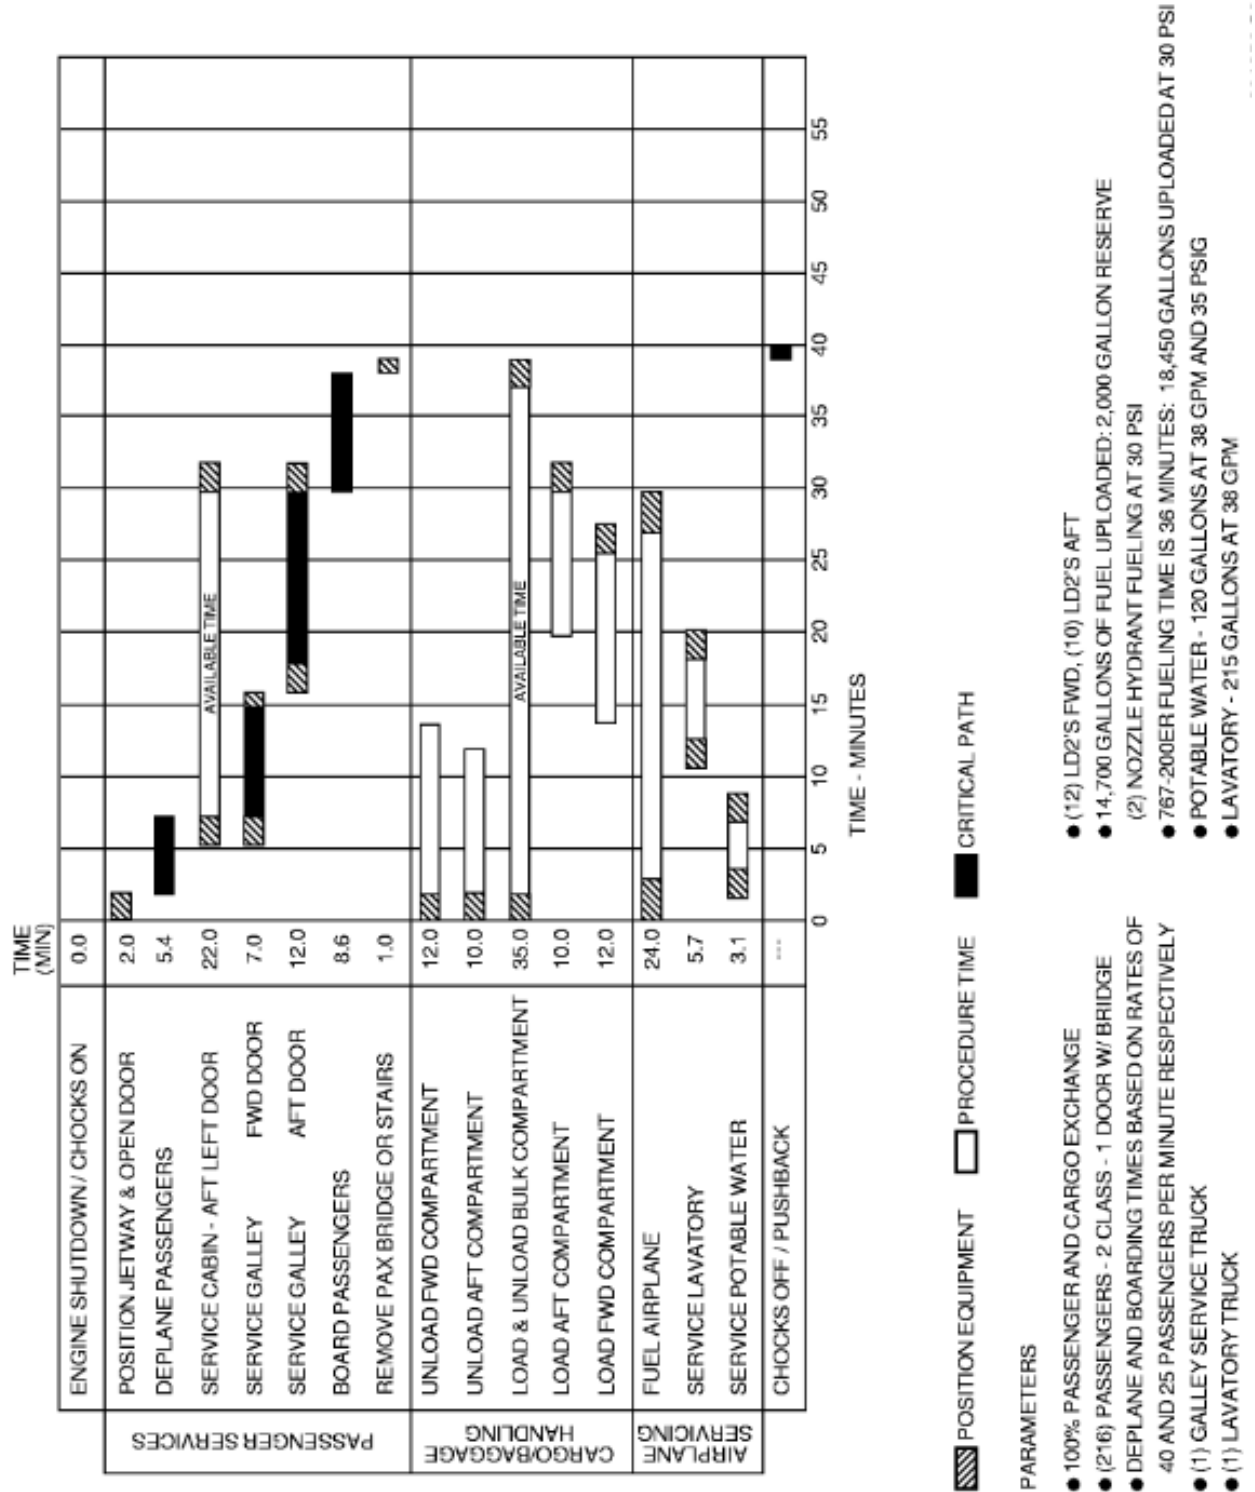 TIME
(MIN)
ENGINE SHUTDOWN / CHOCKS ON 0.0
PASSENGER SERVICES
POSITION JETWAY & OPEN DOOR 2.0
DEPLANE PASSENGERS 5.4
SERVICE CABIN - AFT LEFT DOOR 22.0 AVAILABLE TIME
SERVICE GALLEY FWD DOOR 7.0
SERVICE GALLEY AFT DOOR 12.0
BOARD PASSENGERS 8.6
REMOVE PAX BRIDGE OR STAIRS 1.0
CARGO/BAGGAGE
HANDLING
UNLOAD FWD COMPARTMENT 12.0
UNLOAD AFT COMPARTMENT 10.0
LOAD & UNLOAD BULK COMPARTMENT 35.0 AVAILABLE TIME
LOAD AFT COMPARTMENT 10.0
LOAD FWD COMPARTMENT 12.0
AIRPLANE
SERVICING
FUEL AIRPLANE 24.0
SERVICE LAVATORY 5.7
SERVICE POTABLE WATER 3.1
CHOCKS OFF / PUSHBACK ---
0 5 10 15 20 25 30 35 40 45 50 55
TIME - MINUTES
POSITION EQUIPMENT PROCEDURE TIME CRITICAL PATH
PARAMETERS
● 100% PASSENGER AND CARGO EXCHANGE
● (216) PASSENGERS - 2 CLASS - 1 DOOR W/ BRIDGE
● DEPLANE AND BOARDING TIMES BASED ON RATES OF
40 AND 25 PASSENGERS PER MINUTE RESPECTIVELY
● (1) GALLEY SERVICE TRUCK
● (1) LAVATORY TRUCK
● (12) LD2'S FWD, (10) LD2'S AFT
● 14,700 GALLONS OF FUEL UPLOADED: 2,000 GALLON RESERVE
(2) NOZZLE HYDRANT FUELING AT 30 PSI
● 767-200ER FUELING TIME IS 36 MINUTES: 18,450 GALLONS UPLOADED AT 30 PSI
● POTABLE WATER - 120 GALLONS AT 38 GPM AND 35 PSIG
● LAVATORY - 215 GALLONS AT 38 GPM